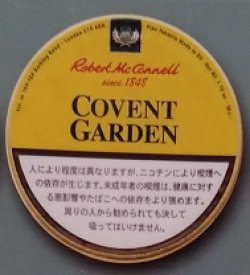 Robert McConnell
since 1848
COVENT
GARDEN
人により程度は異なりますが、ニコチンにより喫煙へ
の依存が生じます。未成年者の喫煙は、健康に対す
る悪影響やたばこへの依存をより強めます。
周りの人から勧められても決して
吸ってはいけません。